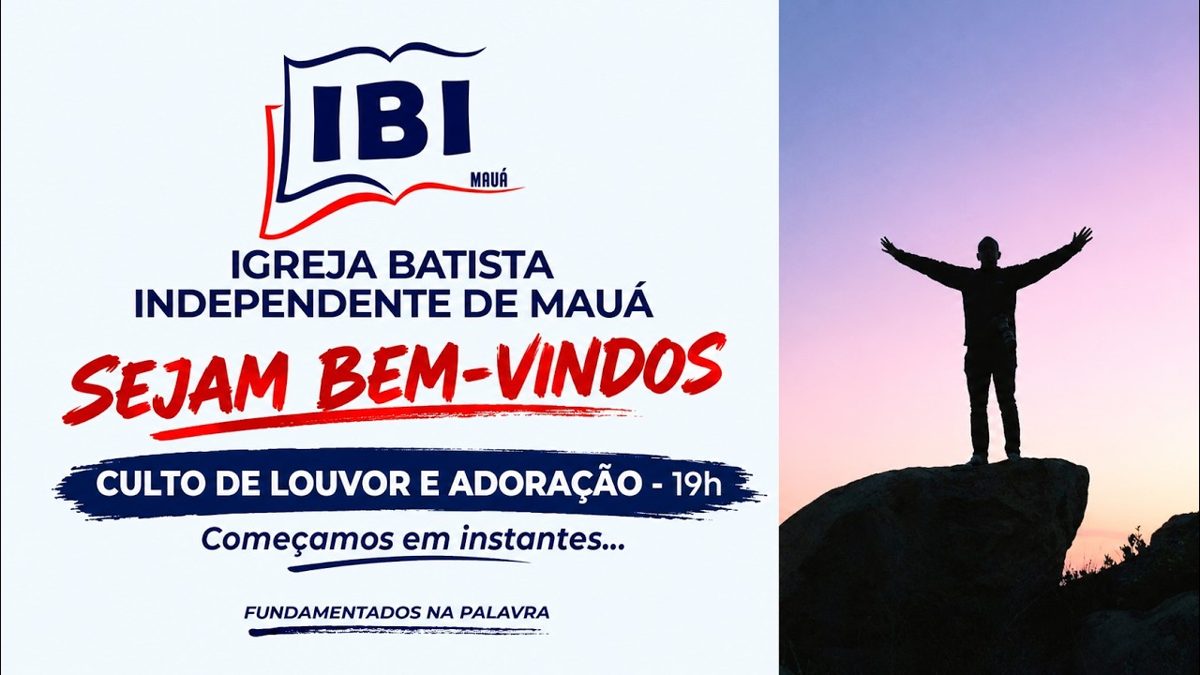 IBI
MAUÁ
IGREJA BATISTA
INDEPENDENTE DE MAUÁ
SEJAM BEM-VINDOS
CULTO DE LOUVOR E ADORAÇÃO - 19h
Começamos em instantes...
FUNDAMENTADOS NA PALAVRA